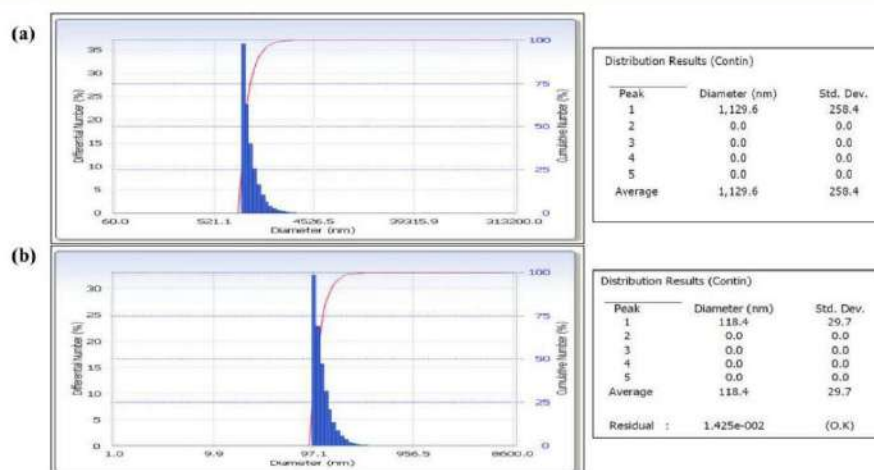 (a)
Differential Number (%)
35
30
25
20
15
10
5
0
100
75
50
25
0
Cumulative Number (%)
60.0 521.1 4526.5 39315.9 313200.0
Diameter (nm)
Distribution Results (Contin)
Peak Diameter (nm) Std. Dev.
1 1,129.6 258.4
2 0.0 0.0
3 0.0 0.0
4 0.0 0.0
5 0.0 0.0
Average 1,129.6 258.4
(b)
Differential Number (%)
30
25
20
15
10
5
0
100
75
50
25
0
Cumulative Number (%)
1.0 9.9 97.1 956.5 8600.0
Diameter (nm)
Distribution Results (Contin)
Peak Diameter (nm) Std. Dev.
1 118.4 29.7
2 0.0 0.0
3 0.0 0.0
4 0.0 0.0
5 0.0 0.0
Average 118.4 29.7
Residual : 1.425e-002 (O.K)